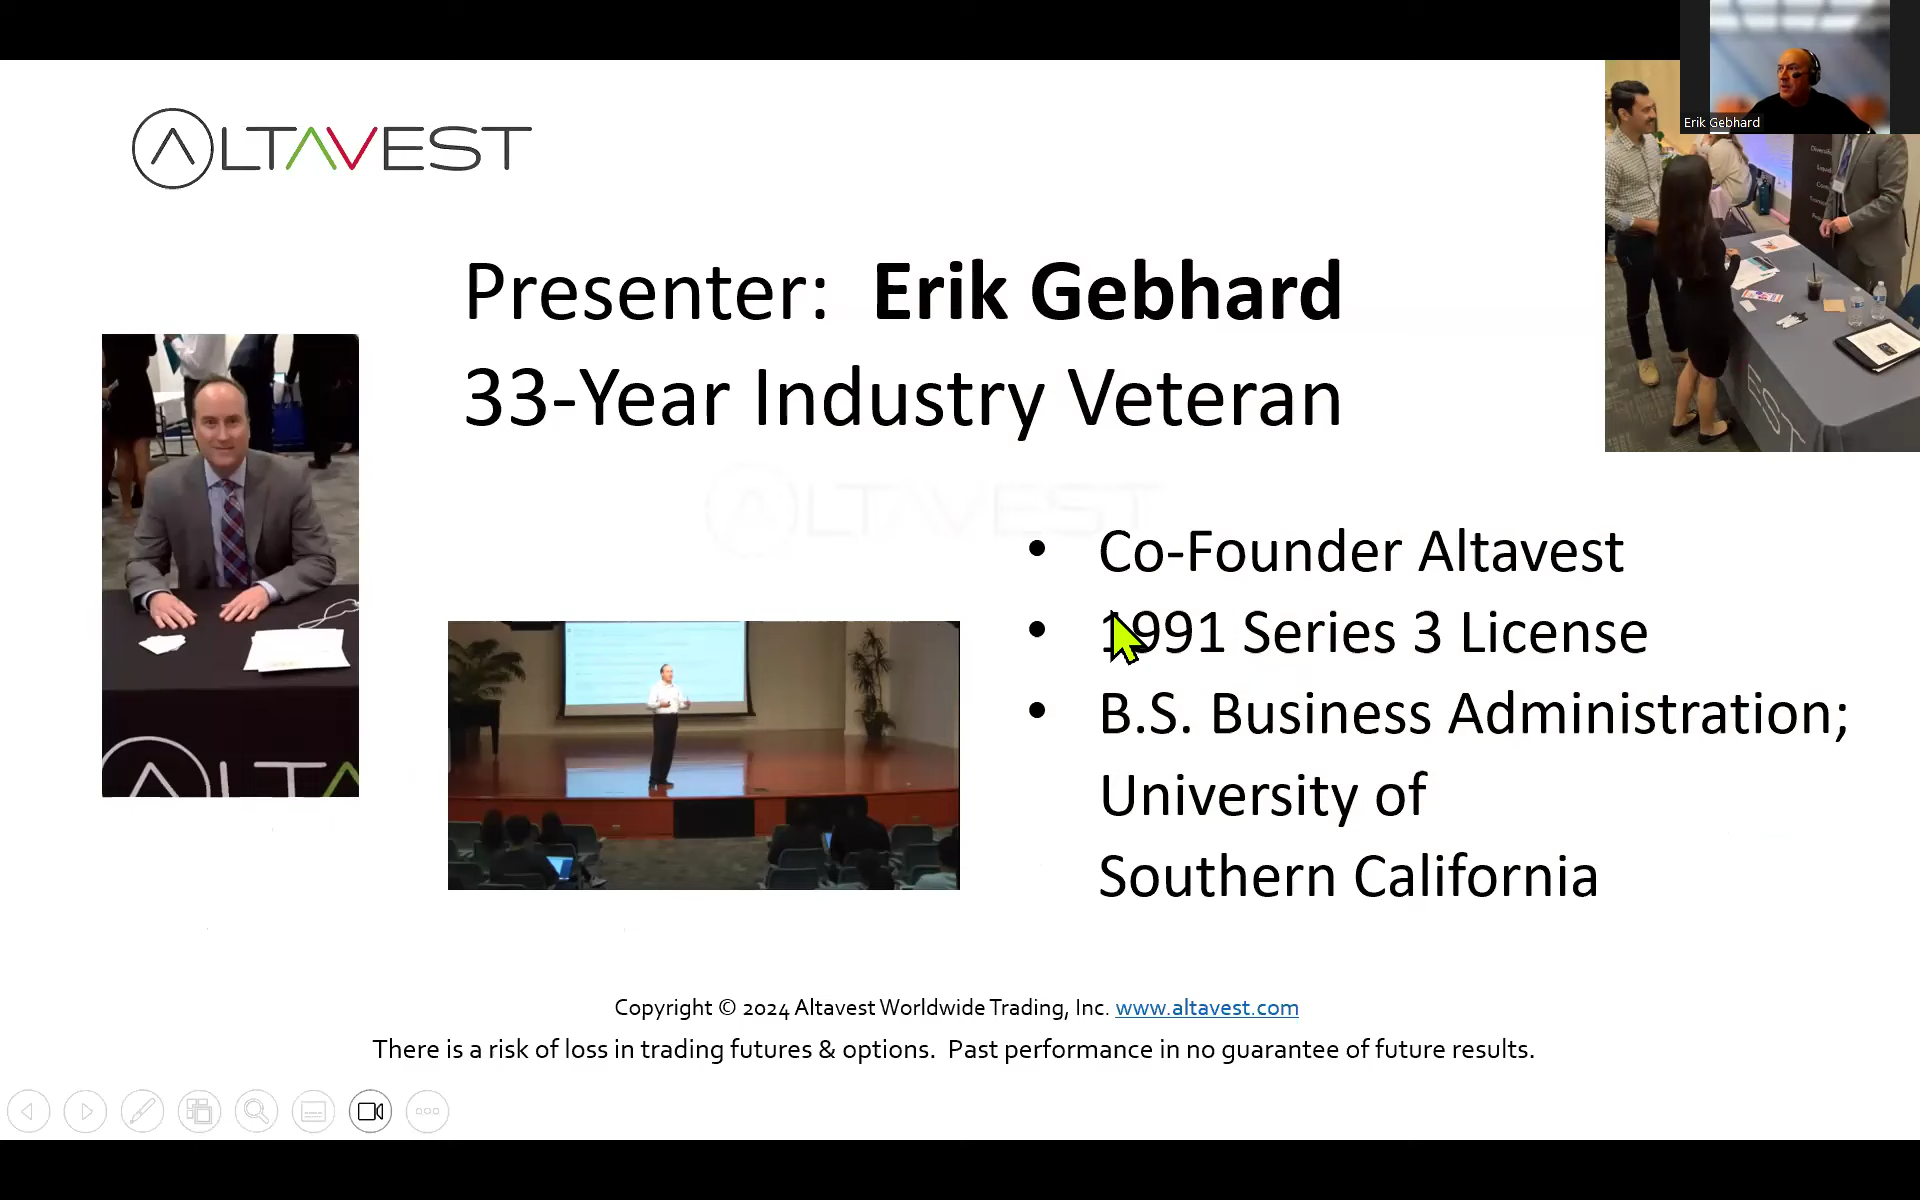 Erik Gebhard
ALTAVEST
Presenter: Erik Gebhard
33-Year Industry Veteran
ALTAVEST
• Co-Founder Altavest
• 1991 Series 3 License
• B.S. Business Administration;
University of
Southern California
ALTA
EST
Copyright © 2024 Altavest Worldwide Trading, Inc. www.altavest.com
There is a risk of loss in trading futures & options. Past performance in no guarantee of future results.